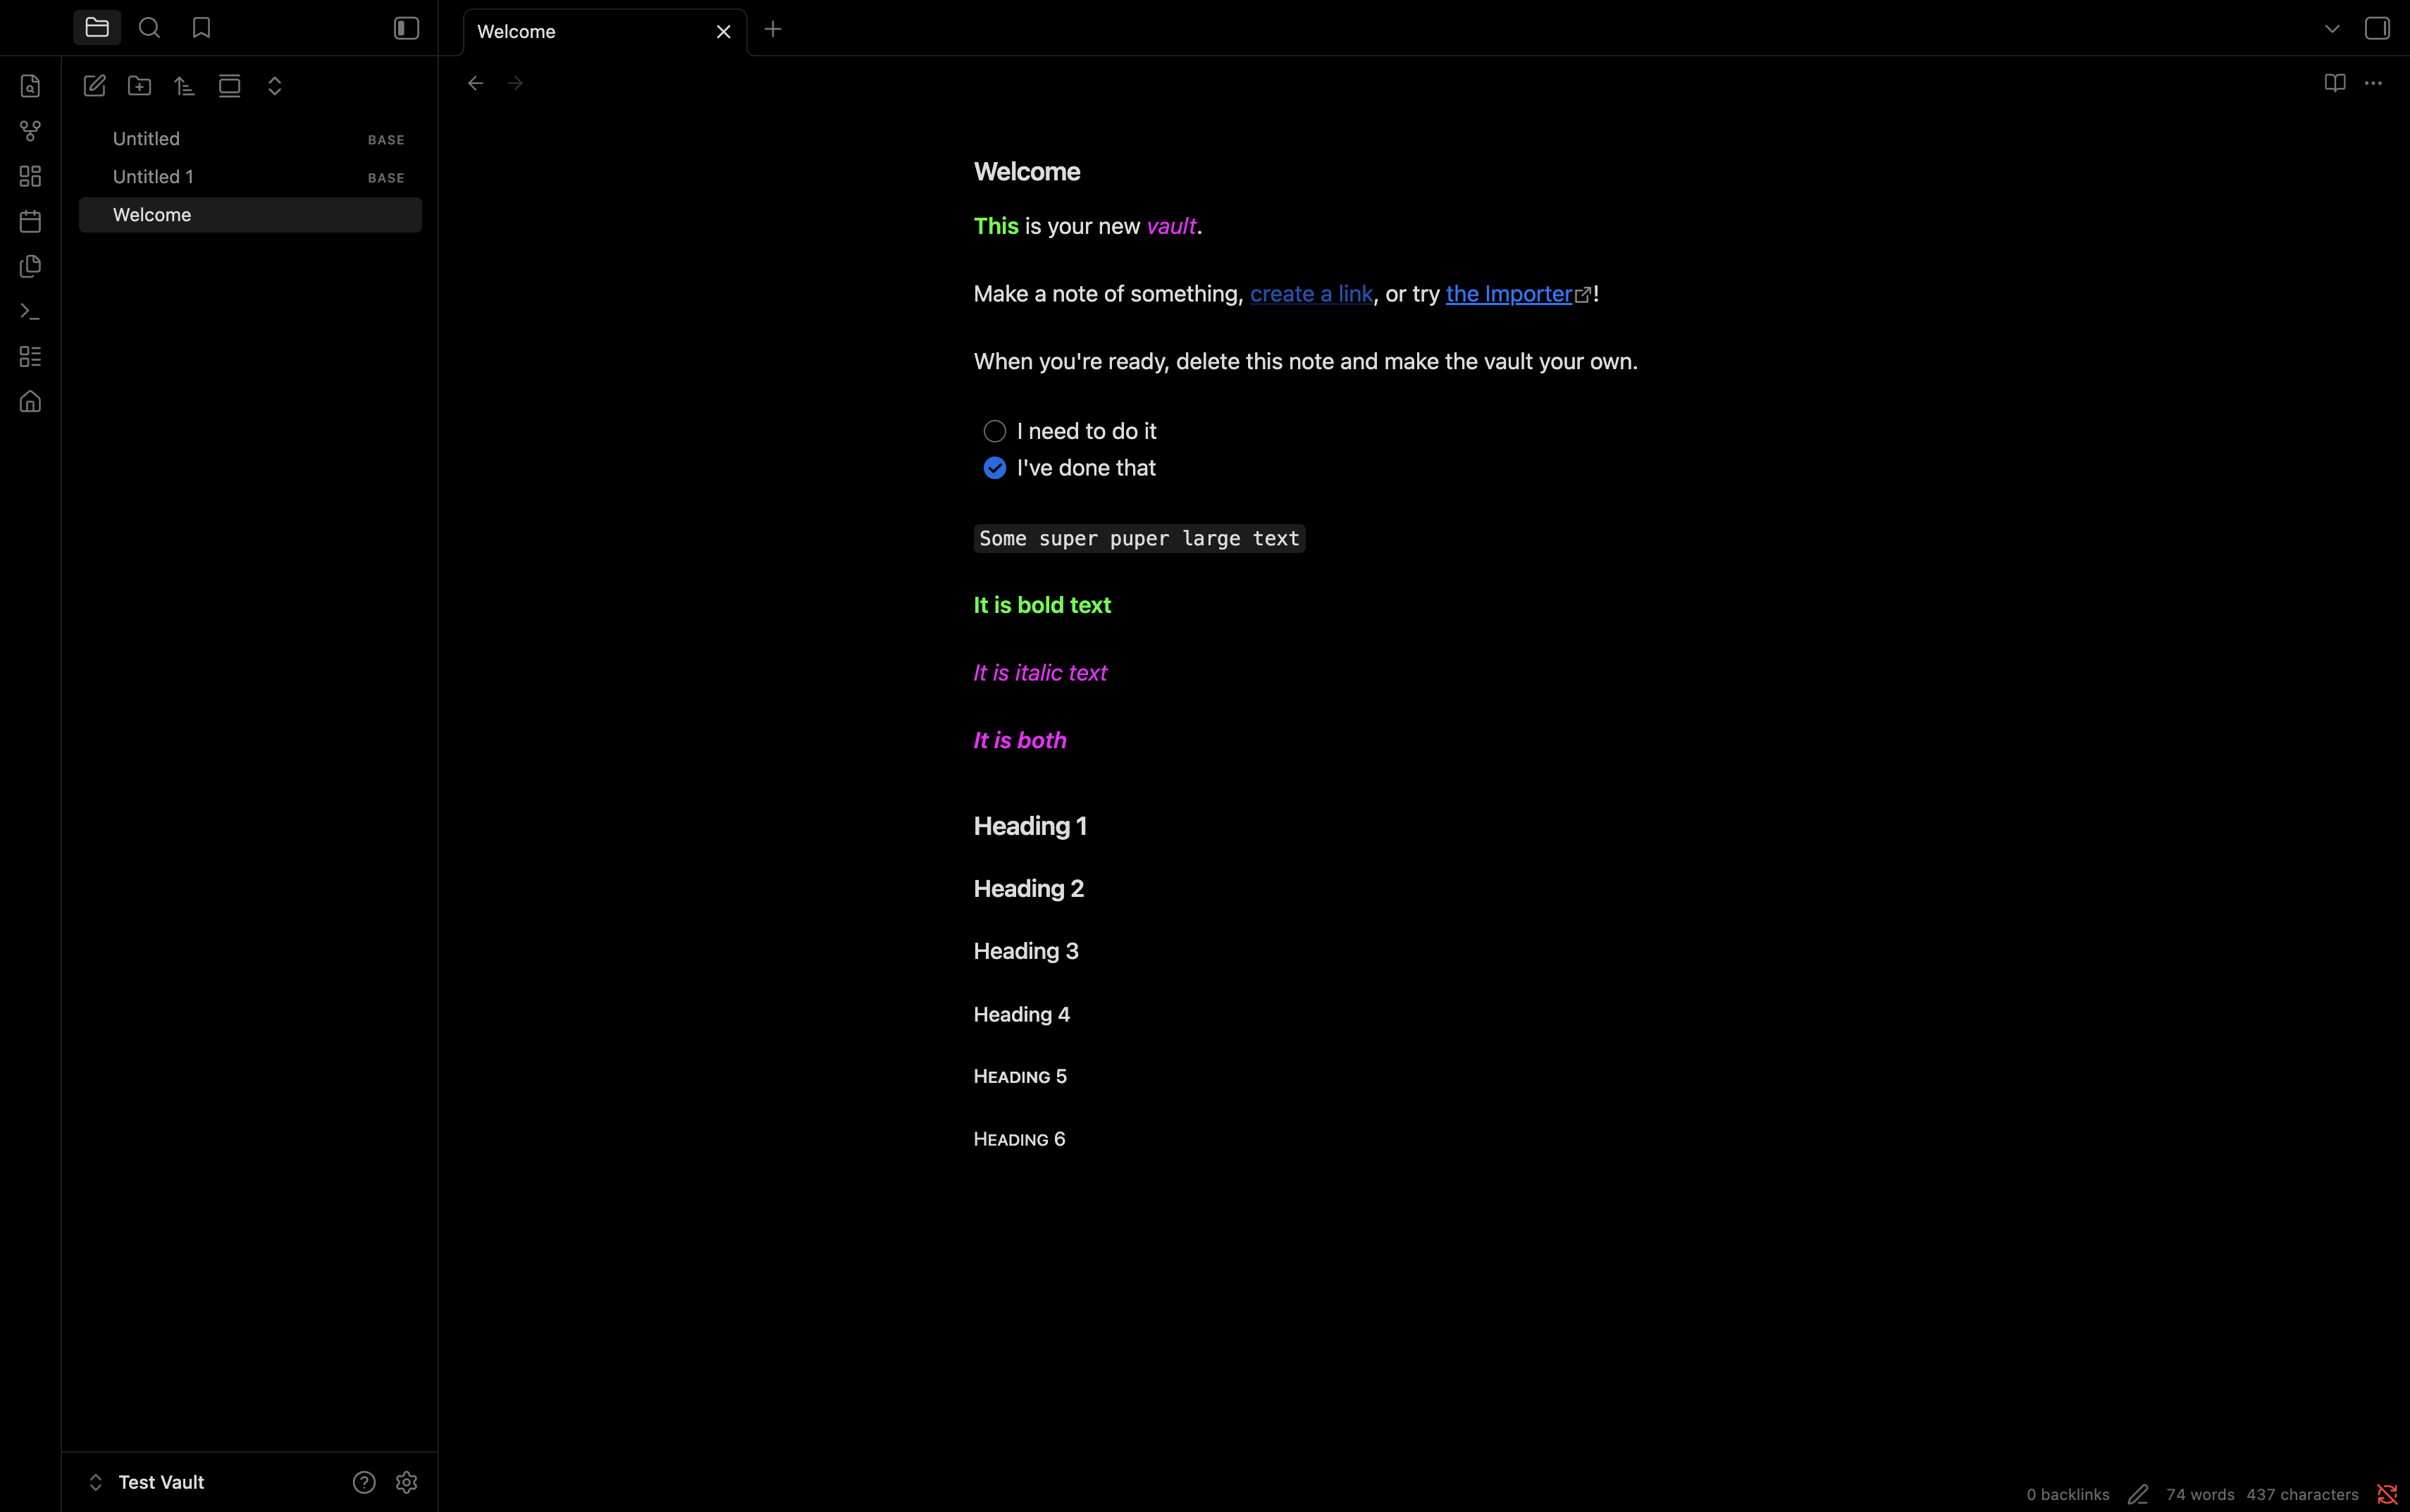 Welcome
Untitled BASE
Untitled 1 BASE
Welcome
Welcome
This is your new vault.
Make a note of something, create a link, or try the Importer!
When you're ready, delete this note and make the vault your own.
I need to do it
I've done that
Some super puper large text
It is bold text
It is italic text
It is both
Heading 1
Heading 2
Heading 3
Heading 4
HEADING 5
HEADING 6
Test Vault
0 backlinks 74 words 437 characters